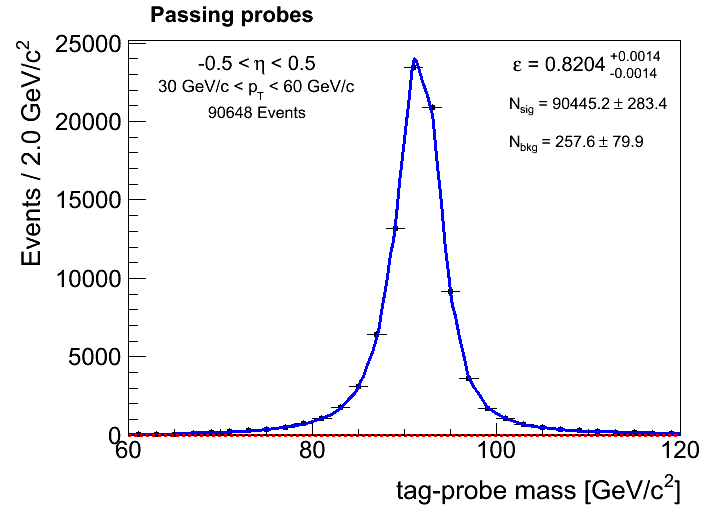 Passing probes
-0.5 < η < 0.5
30 GeV/c < p_T < 60 GeV/c
90648 Events
ε = 0.8204 +0.0014 -0.0014
N_sig = 90445.2 ± 283.4
N_bkg = 257.6 ± 79.9
Events / 2.0 GeV/c²
25000
20000
15000
10000
5000
0
60 80 100 120
tag-probe mass [GeV/c²]